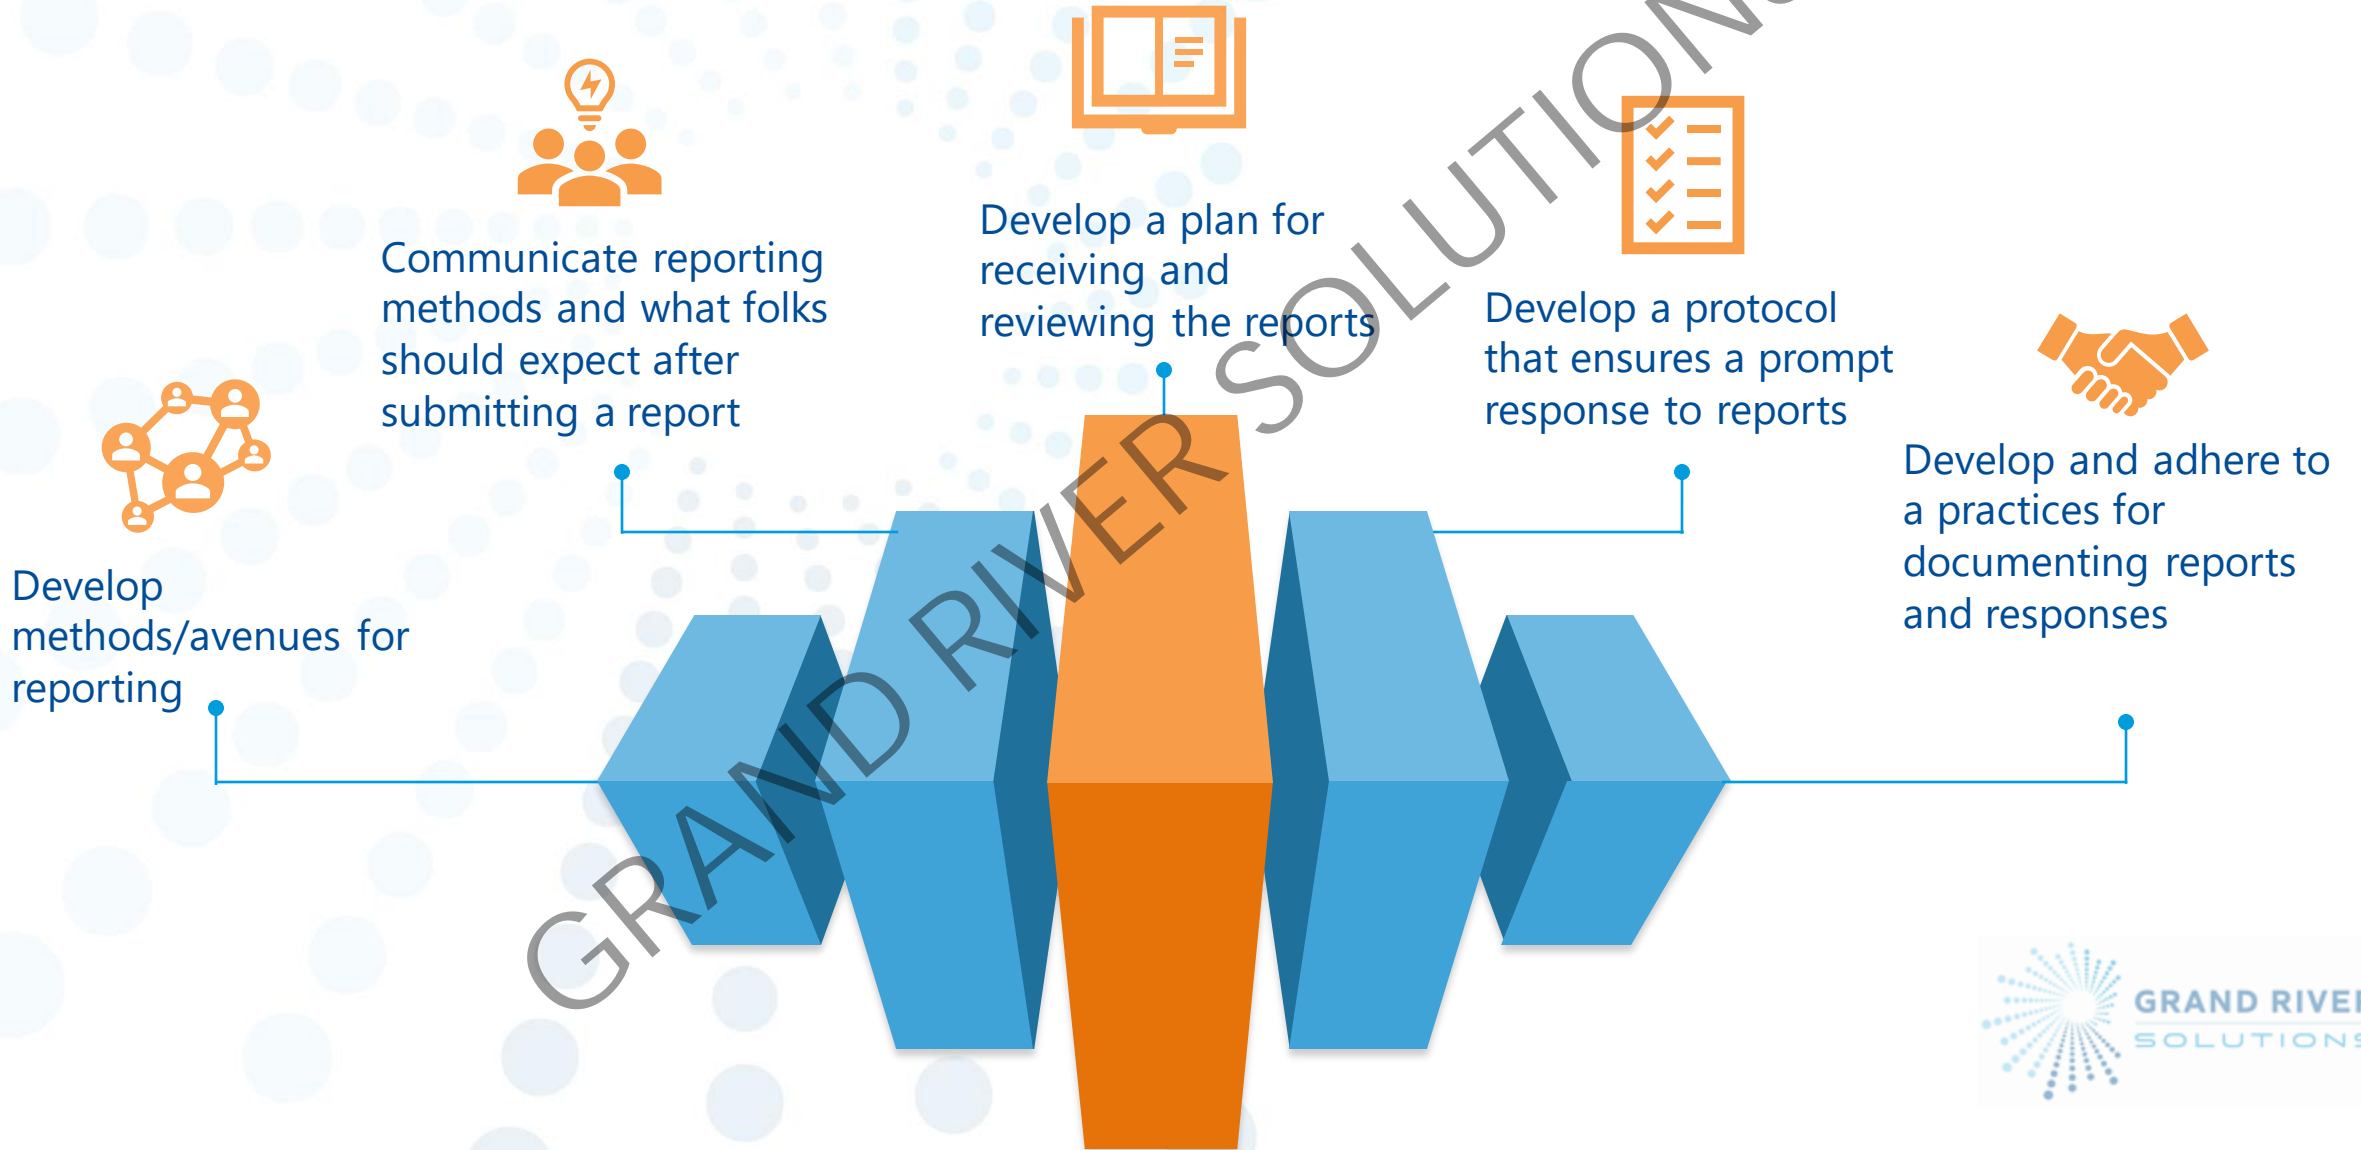 Develop
methods/avenues for
reporting
Communicate reporting
methods and what folks
should expect after
submitting a report
Develop a plan for
receiving and
reviewing the reports
Develop a protocol
that ensures a prompt
response to reports
Develop and adhere to
a practices for
documenting reports
and responses
GRAND RIVER SOLUTIONS
GRAND RIVER
SOLUTIONS